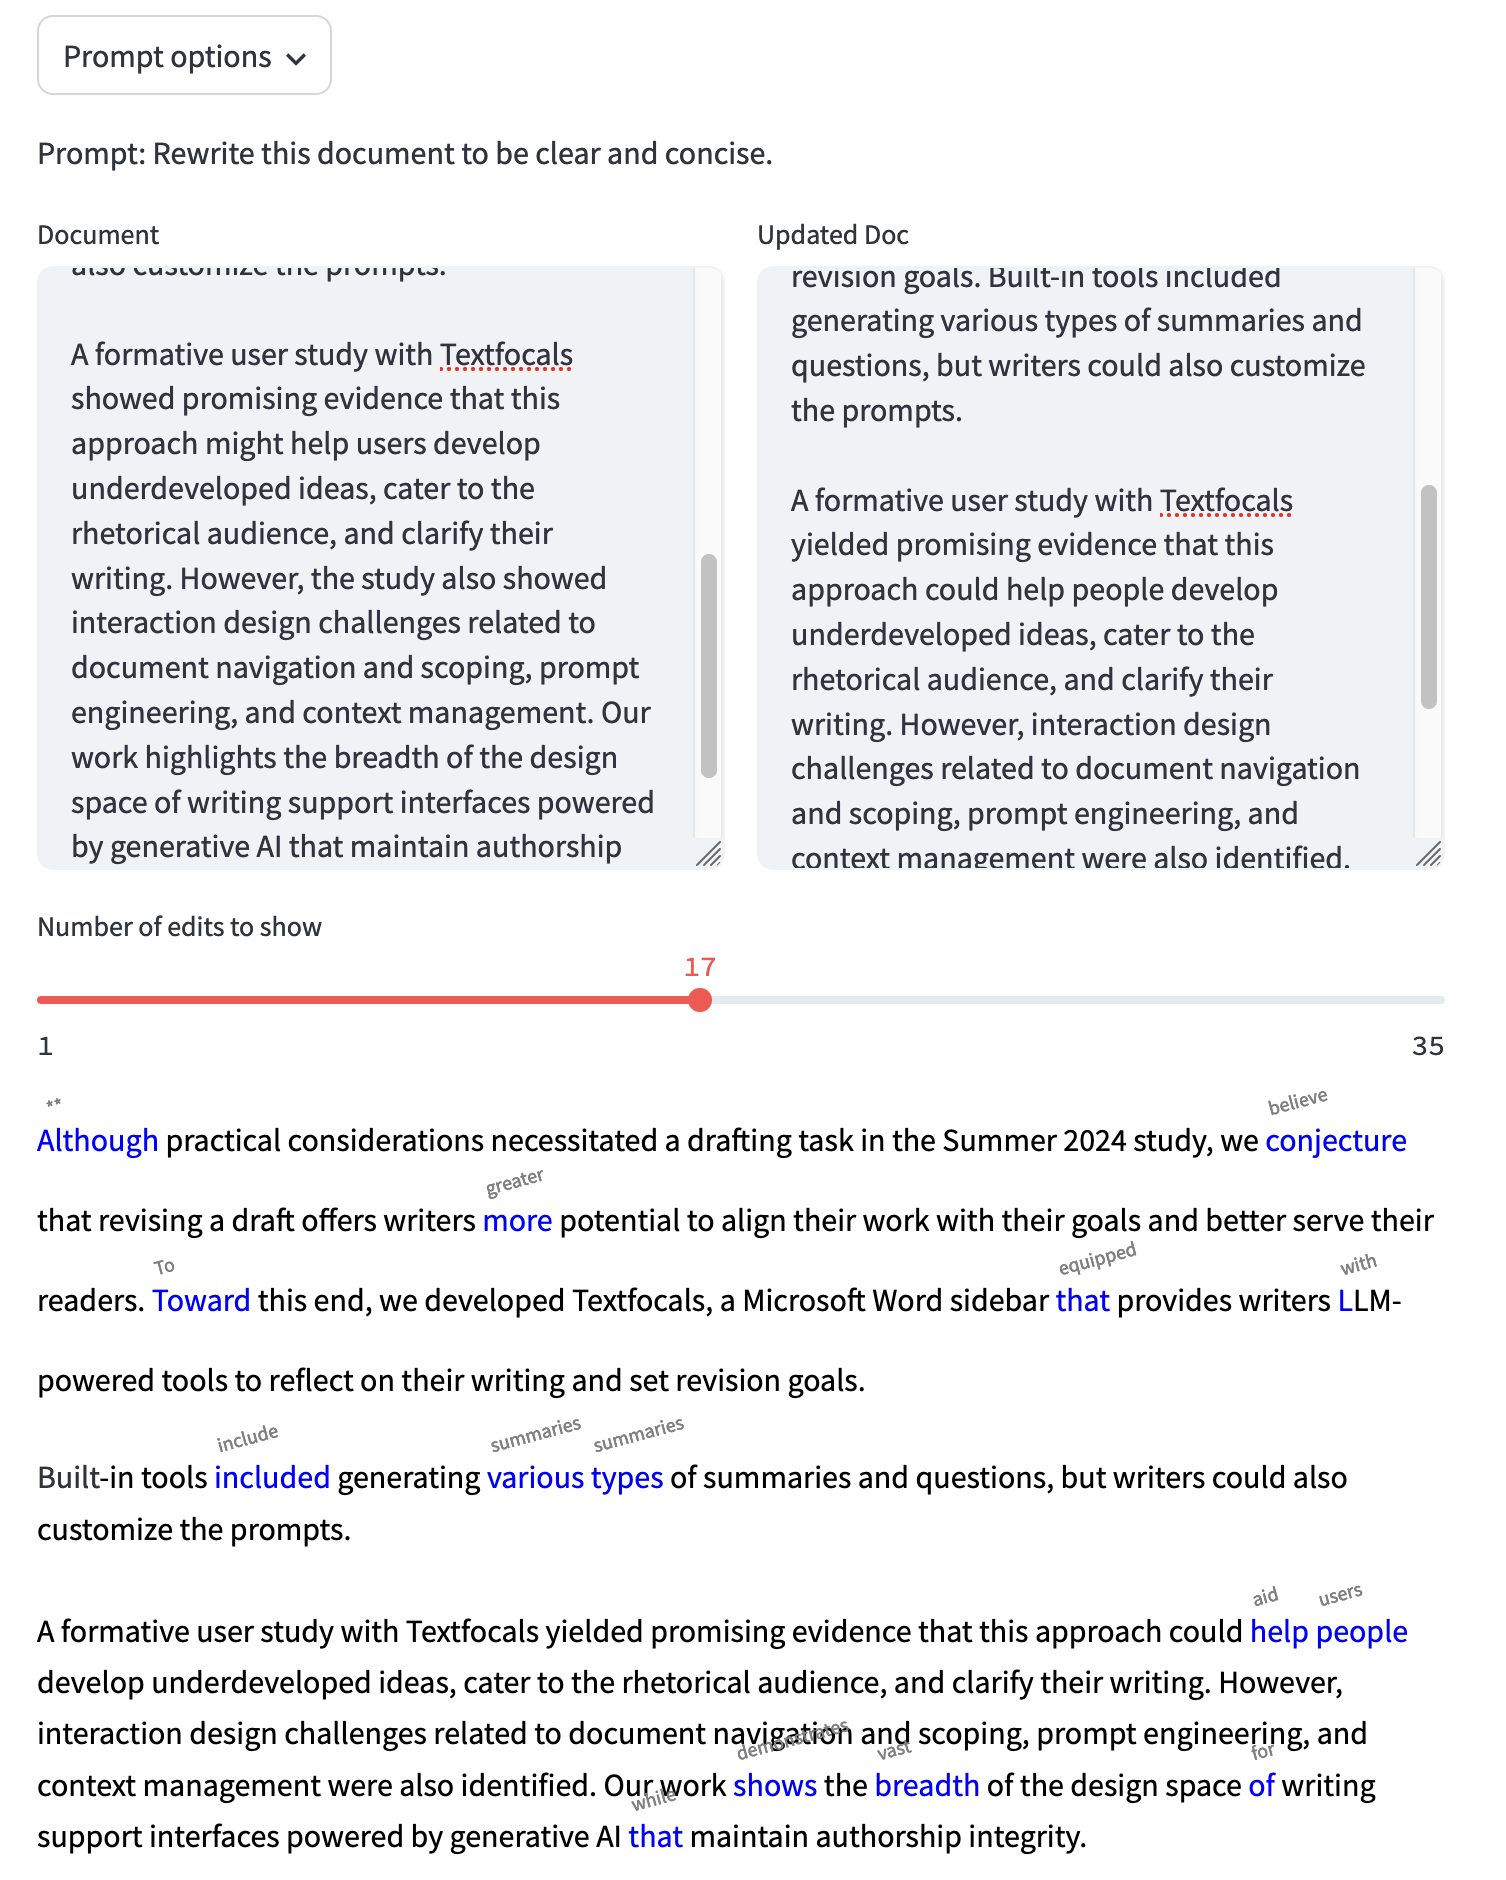 Prompt options
Prompt: Rewrite this document to be clear and concise.
Document
also customize the prompts.
A formative user study with Textfocals
showed promising evidence that this
approach might help users develop
underdeveloped ideas, cater to the
rhetorical audience, and clarify their
writing. However, the study also showed
interaction design challenges related to
document navigation and scoping, prompt
engineering, and context management. Our
work highlights the breadth of the design
space of writing support interfaces powered
by generative AI that maintain authorship
Updated Doc
revision goals. Built-in tools included
generating various types of summaries and
questions, but writers could also customize
the prompts.
A formative user study with Textfocals
yielded promising evidence that this
approach could help people develop
underdeveloped ideas, cater to the
rhetorical audience, and clarify their
writing. However, interaction design
challenges related to document navigation
and scoping, prompt engineering, and
context management were also identified.
Number of edits to show
17
1 35
** believe
Although practical considerations necessitated a drafting task in the Summer 2024 study, we conjecture
greater
that revising a draft offers writers more potential to align their work with their goals and better serve their
To equipped with
readers. Toward this end, we developed Textfocals, a Microsoft Word sidebar that provides writers LLM-
powered tools to reflect on their writing and set revision goals.
include summaries summaries
Built-in tools included generating various types of summaries and questions, but writers could also
customize the prompts.
aid users
A formative user study with Textfocals yielded promising evidence that this approach could help people
develop underdeveloped ideas, cater to the rhetorical audience, and clarify their writing. However,
interaction design challenges related to document navigation and scoping, prompt engineering, and
demonstrates vast for
context management were also identified. Our work shows the breadth of the design space of writing
while
support interfaces powered by generative AI that maintain authorship integrity.